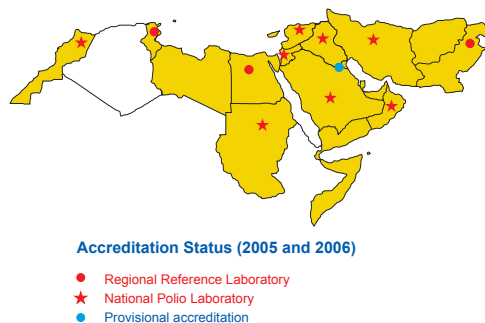 Accreditation Status (2005 and 2006)
Regional Reference Laboratory
National Polio Laboratory
Provisional accreditation